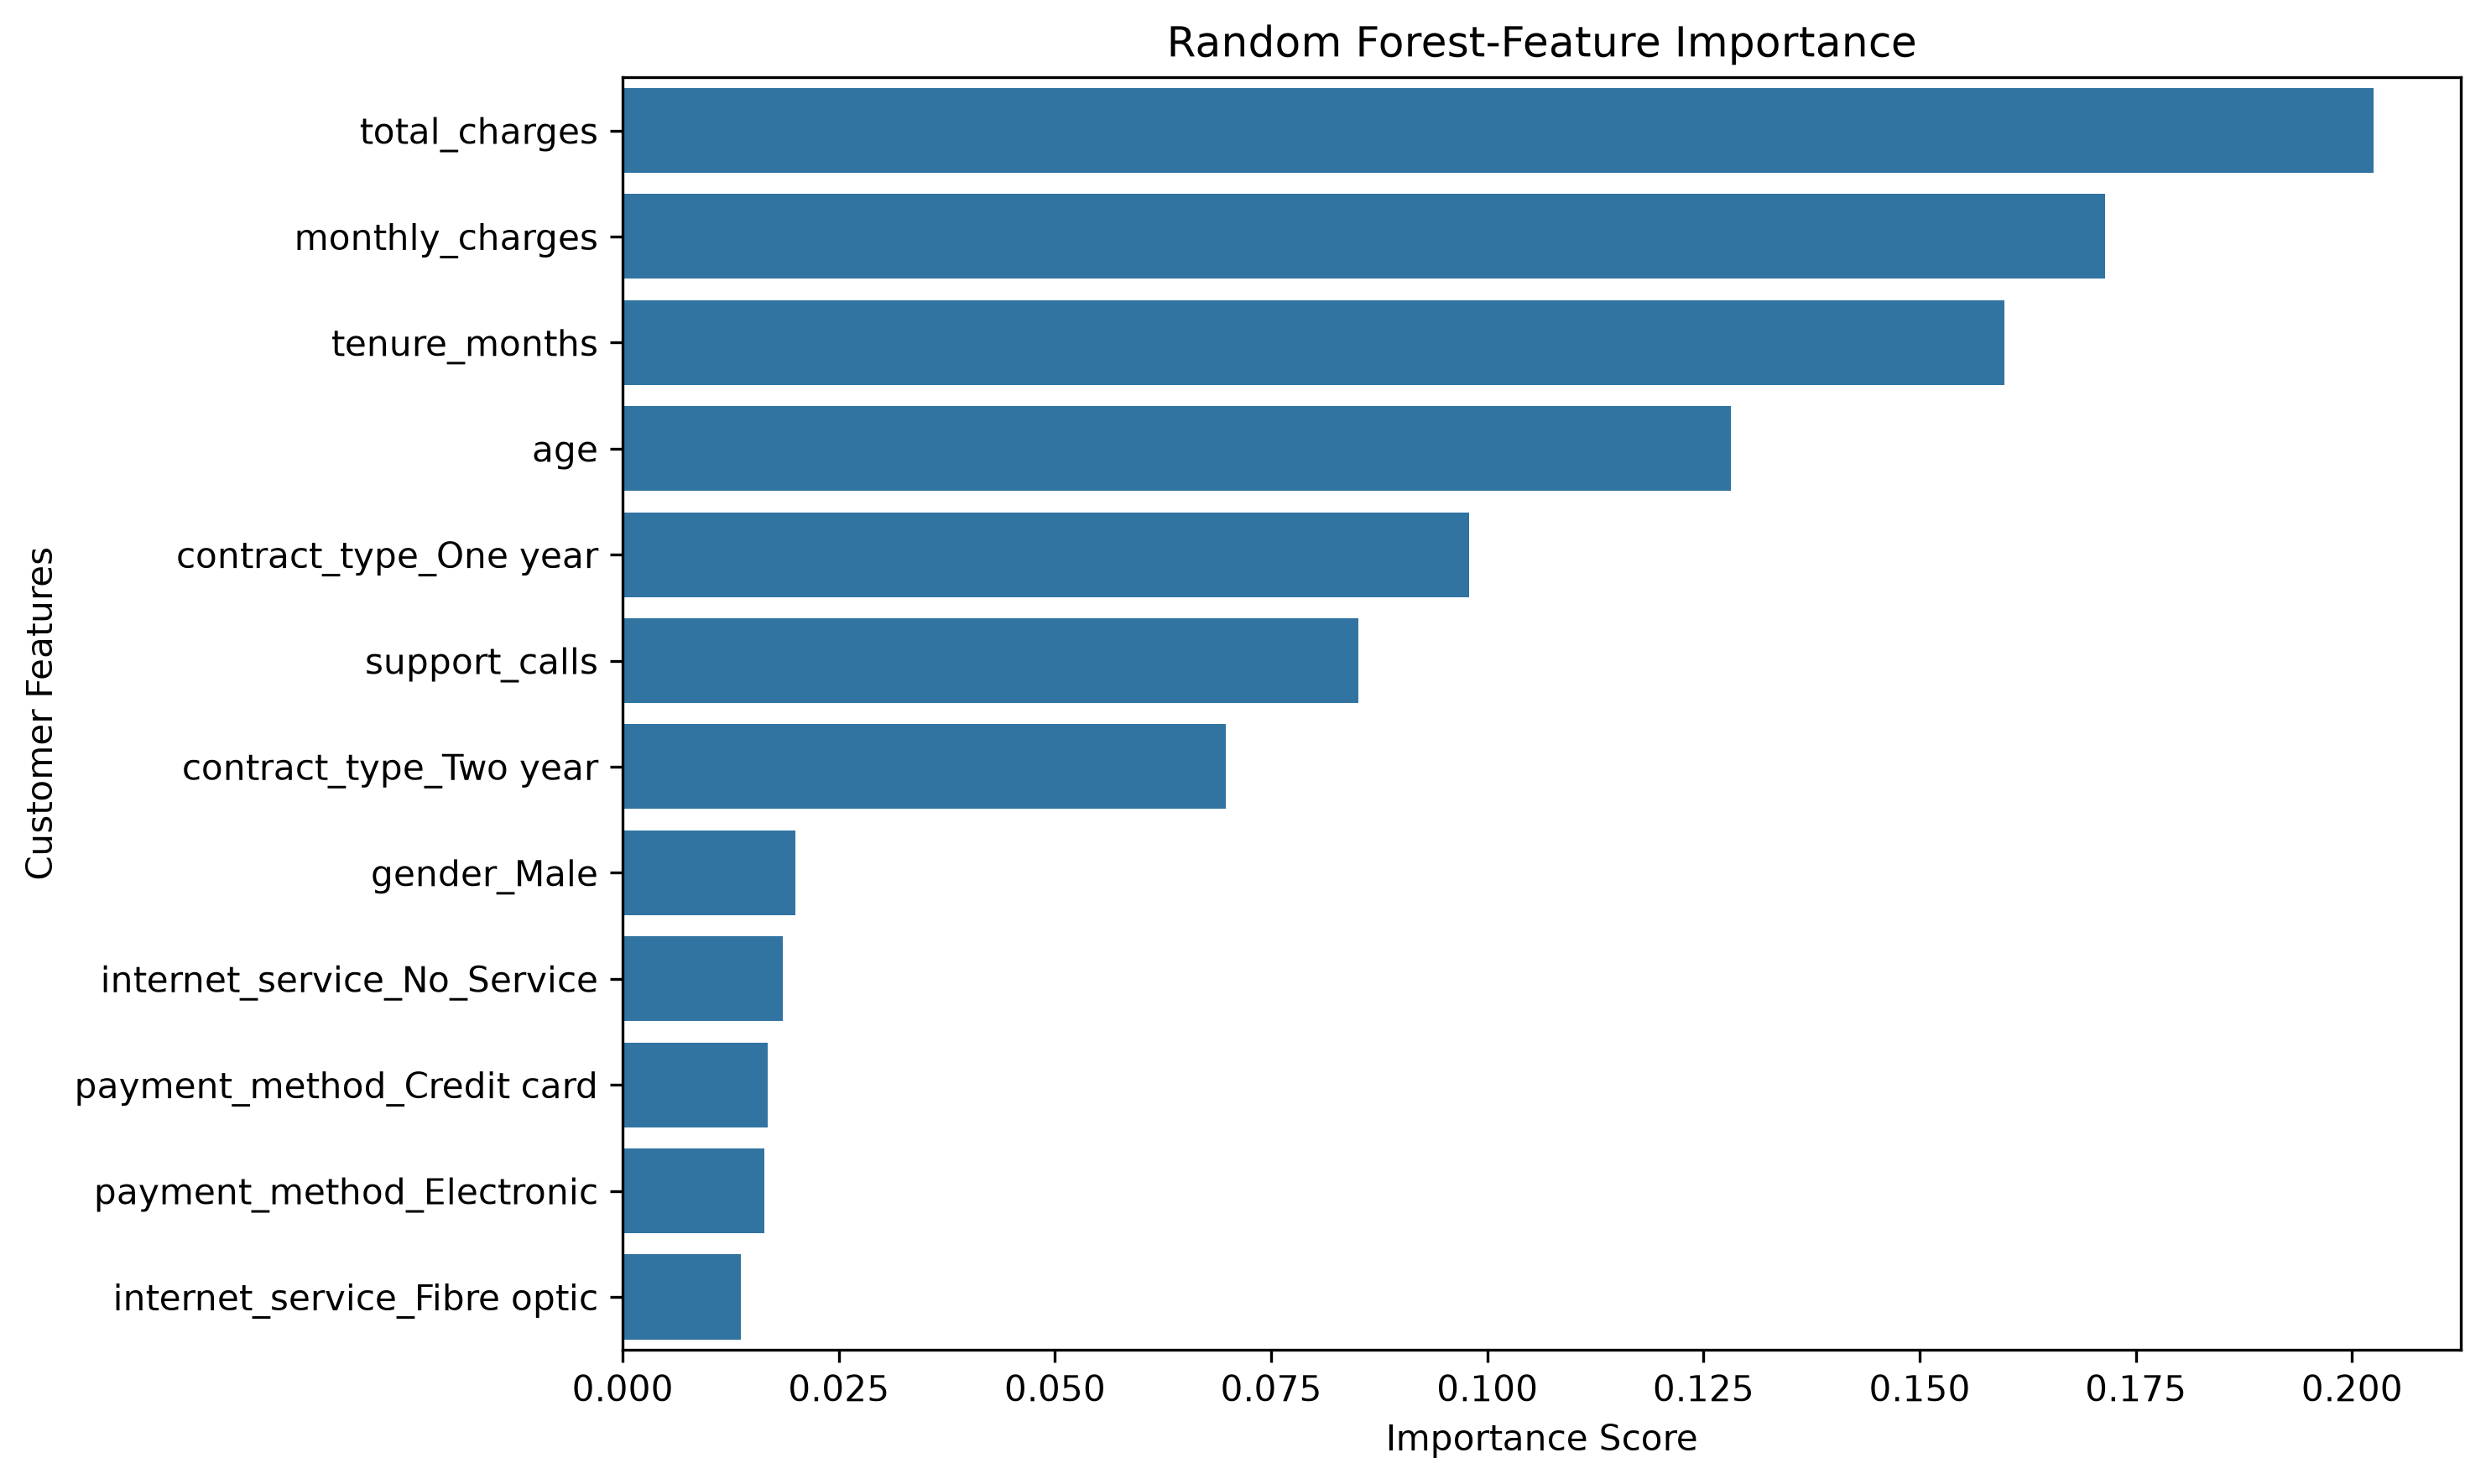 Random Forest-Feature Importance
Customer Features
total_charges
monthly_charges
tenure_months
age
contract_type_One year
support_calls
contract_type_Two year
gender_Male
internet_service_No_Service
payment_method_Credit card
payment_method_Electronic
internet_service_Fibre optic
0.000 0.025 0.050 0.075 0.100 0.125 0.150 0.175 0.200
Importance Score